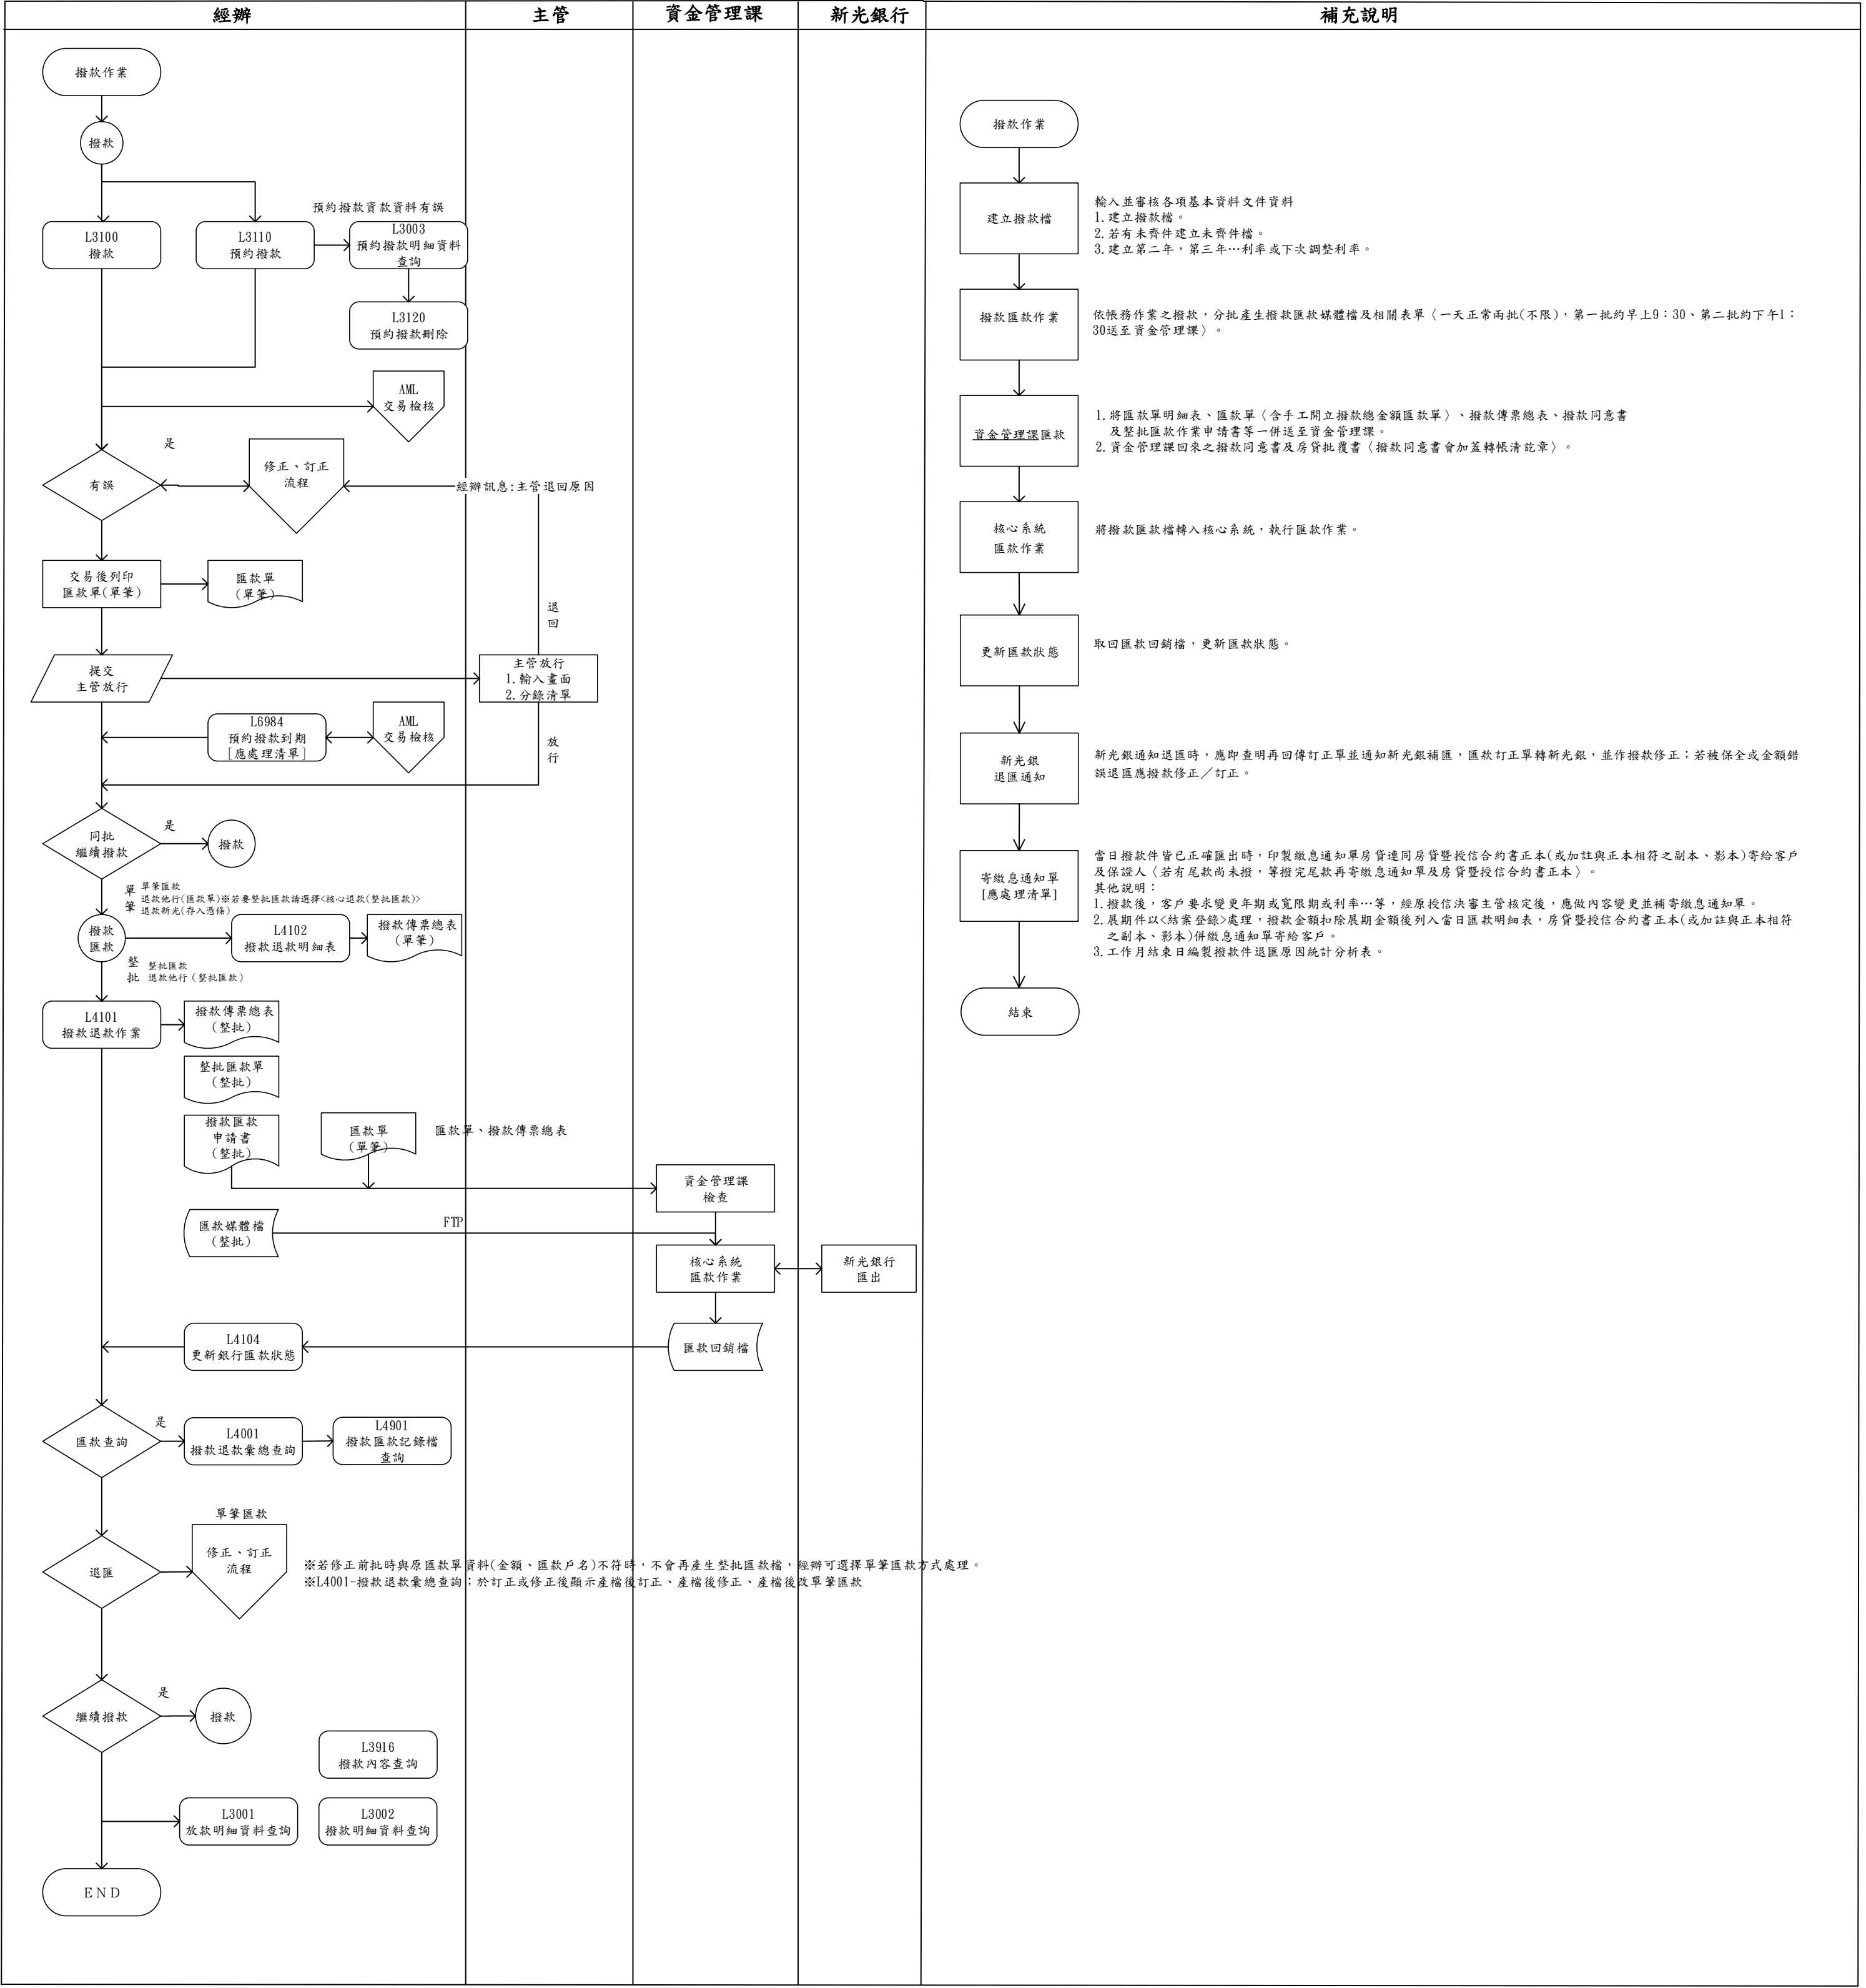 經辦
主管
資金管理課
新光銀行
補充說明
撥款作業
撥款
預約撥款資款資料有誤
L3100
撥款
L3110
預約撥款
L3003
預約撥款明細資料
查詢
L3120
預約撥款刪除
AML
交易檢核
是
有誤
修正、訂正
流程
經辦訊息:主管退回原因
交易後列印
匯款單(單筆)
匯款單
(單筆)
退
回
提交
主管放行
主管放行
1.輸入畫面
2.分錄清單
L6984
預約撥款到期
[應處理清單]
AML
交易檢核
放
行
同批
繼續撥款
是
撥款
單
筆
單筆匯款
退款他行(匯款單)※若要整批匯款請選擇<核心退款(整批匯款)>
退款新光(存入憑條)
撥款
匯款
L4102
撥款退款明細表
撥款傳票總表
(單筆)
整
批
整批匯款
退款他行(整批匯款)
L4101
撥款退款作業
撥款傳票總表
(整批)
整批匯款單
(整批)
撥款匯款
申請書
(整批)
匯款單
(單筆)
匯款單、撥款傳票總表
資金管理課
檢查
匯款媒體檔
(整批)
FTP
核心系統
匯款作業
新光銀行
匯出
L4104
更新銀行匯款狀態
匯款回銷檔
匯款查詢
是
L4001
撥款退款彙總查詢
L4901
撥款匯款記錄檔
查詢
單筆匯款
退匯
修正、訂正
流程
※若修正前批時與原匯款單資料(金額、匯款戶名)不符時，不會再產生整批匯款檔，經辦可選擇單筆匯款方式處理。
※L4001-撥款退款彙總查詢；於訂正或修正後顯示產檔後訂正、產檔後修正、產檔後改單筆匯款
繼續撥款
是
撥款
L3916
撥款內容查詢
L3001
放款明細資料查詢
L3002
撥款明細資料查詢
ＥＮＤ
撥款作業
建立撥款檔
輸入並審核各項基本資料文件資料
1.建立撥款檔。
2.若有未齊件建立未齊件檔。
3.建立第二年，第三年…利率或下次調整利率。
撥款匯款作業
依帳務作業之撥款，分批產生撥款匯款媒體檔及相關表單〈一天正常兩批(不限)，第一批約早上9：30、第二批約下午1：
30送至資金管理課〉。
資金管理課匯款
1.將匯款單明細表、匯款單〈含手工開立撥款總金額匯款單〉、撥款傳票總表、撥款同意書
及整批匯款作業申請書等一併送至資金管理課。
2.資金管理課回來之撥款同意書及房貸批覆書〈撥款同意書會加蓋轉帳清訖章〉。
核心系統
匯款作業
將撥款匯款檔轉入核心系統，執行匯款作業。
更新匯款狀態
取回匯款回銷檔，更新匯款狀態。
新光銀
退匯通知
新光銀通知退匯時，應即查明再回傳訂正單並通知新光銀補匯，匯款訂正單轉新光銀，並作撥款修正；若被保全或金額錯
誤退匯應撥款修正／訂正。
寄繳息通知單
[應處理清單]
當日撥款件皆已正確匯出時，印製繳息通知單房貸連同房貸暨授信合約書正本(或加註與正本相符之副本、影本)寄給客戶
及保證人〈若有尾款尚未撥，等撥完尾款再寄繳息通知單及房貸暨授信合約書正本〉。
其他說明：
1.撥款後，客戶要求變更年期或寬限期或利率…等，經原授信決審主管核定後，應做內容變更並補寄繳息通知單。
2.展期件以<結案登錄>處理，撥款金額扣除展期金額後列入當日匯款明細表，房貸暨授信合約書正本(或加註與正本相符
之副本、影本)併繳息通知單寄給客戶。
3.工作月結束日編製撥款件退匯原因統計分析表。
結束